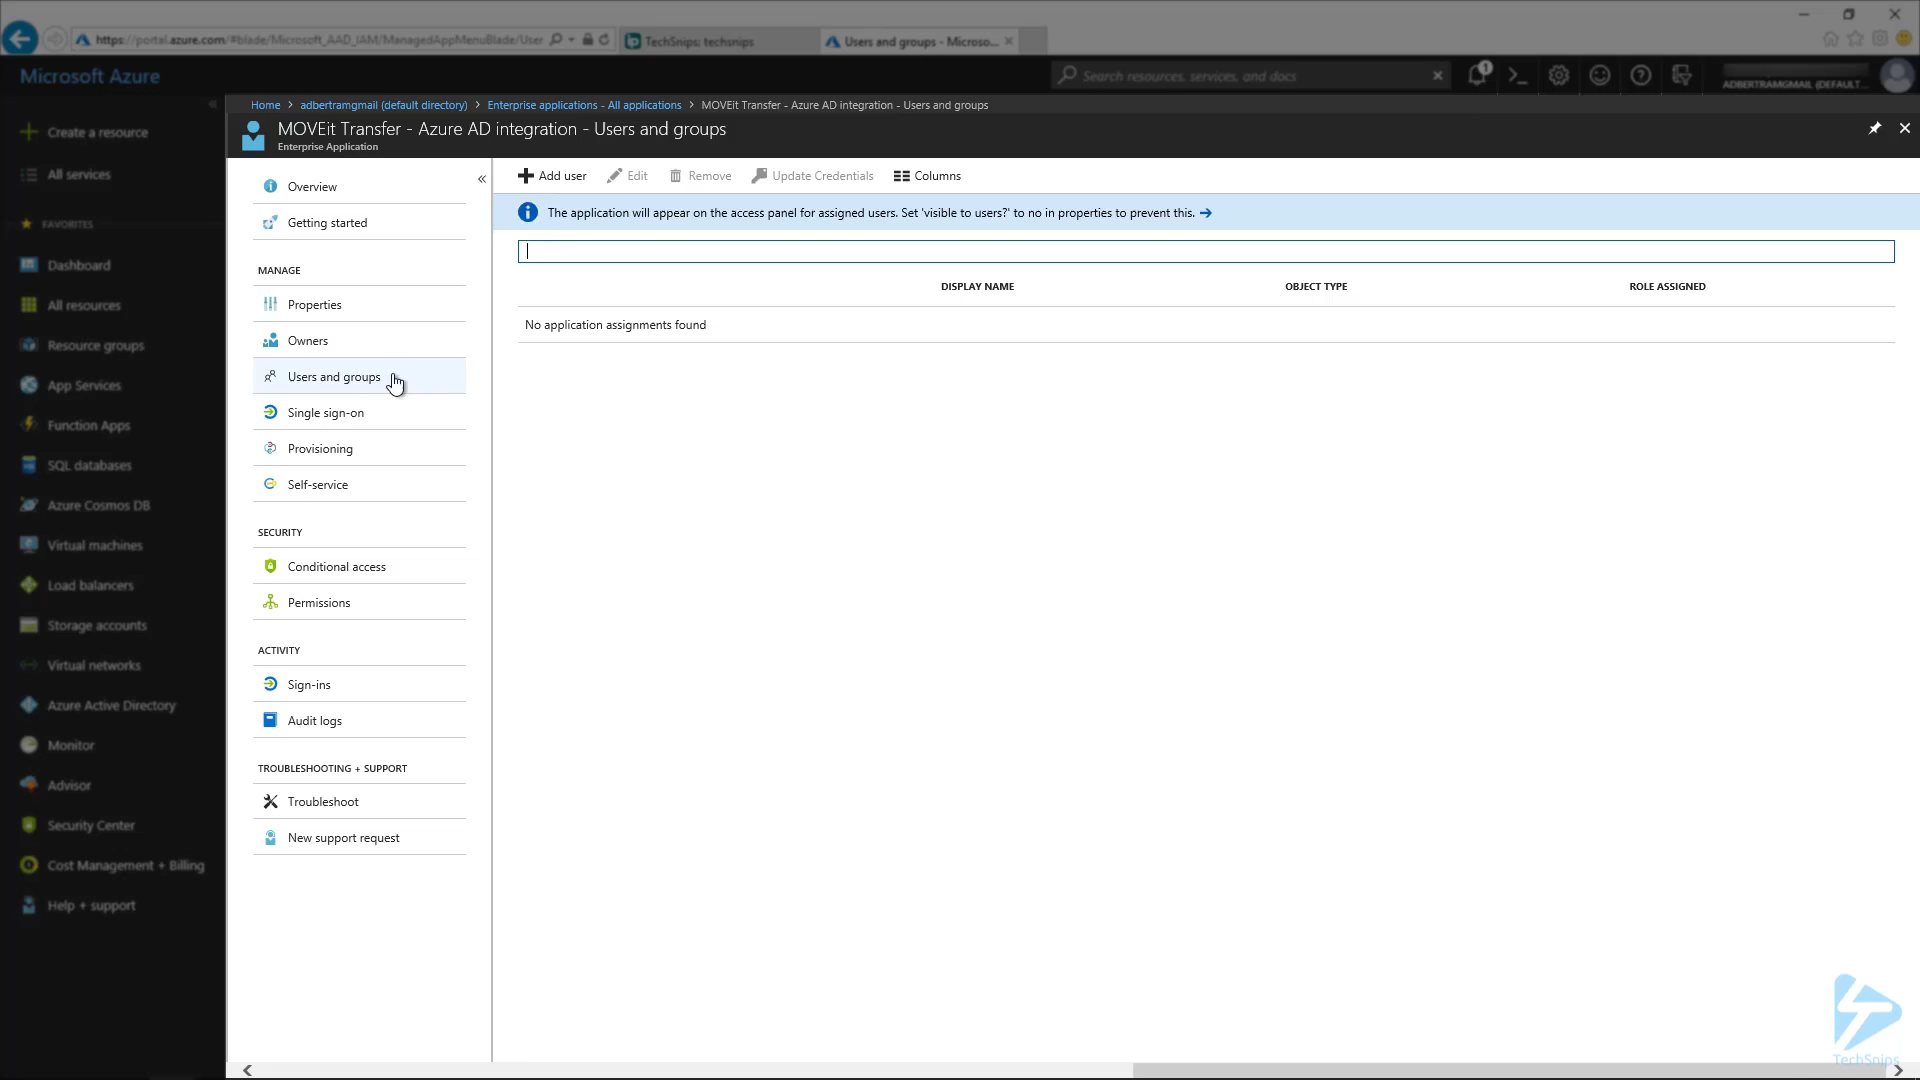 https://portal.azure.com/#blade/Microsoft_AAD_IAM/ManagedAppMenuBlade/User
TechSnips: techsnips
Users and groups - Microso...
Microsoft Azure
Search resources, services, and docs
1
ADBERTRAMGMAIL (DEFAULT...
Home > adbertramgmail (default directory) > Enterprise applications - All applications > MOVEit Transfer - Azure AD integration - Users and groups
MOVEit Transfer - Azure AD integration - Users and groups
Enterprise Application
Create a resource
All services
FAVORITES
Dashboard
All resources
Resource groups
App Services
Function Apps
SQL databases
Azure Cosmos DB
Virtual machines
Load balancers
Storage accounts
Virtual networks
Azure Active Directory
Monitor
Advisor
Security Center
Cost Management + Billing
Help + support
Overview
Getting started
MANAGE
Properties
Owners
Users and groups
Single sign-on
Provisioning
Self-service
SECURITY
Conditional access
Permissions
ACTIVITY
Sign-ins
Audit logs
TROUBLESHOOTING + SUPPORT
Troubleshoot
New support request
Add user
Edit
Remove
Update Credentials
Columns
The application will appear on the access panel for assigned users. Set 'visible to users?' to no in properties to prevent this.
DISPLAY NAME
OBJECT TYPE
ROLE ASSIGNED
No application assignments found
TechSnips